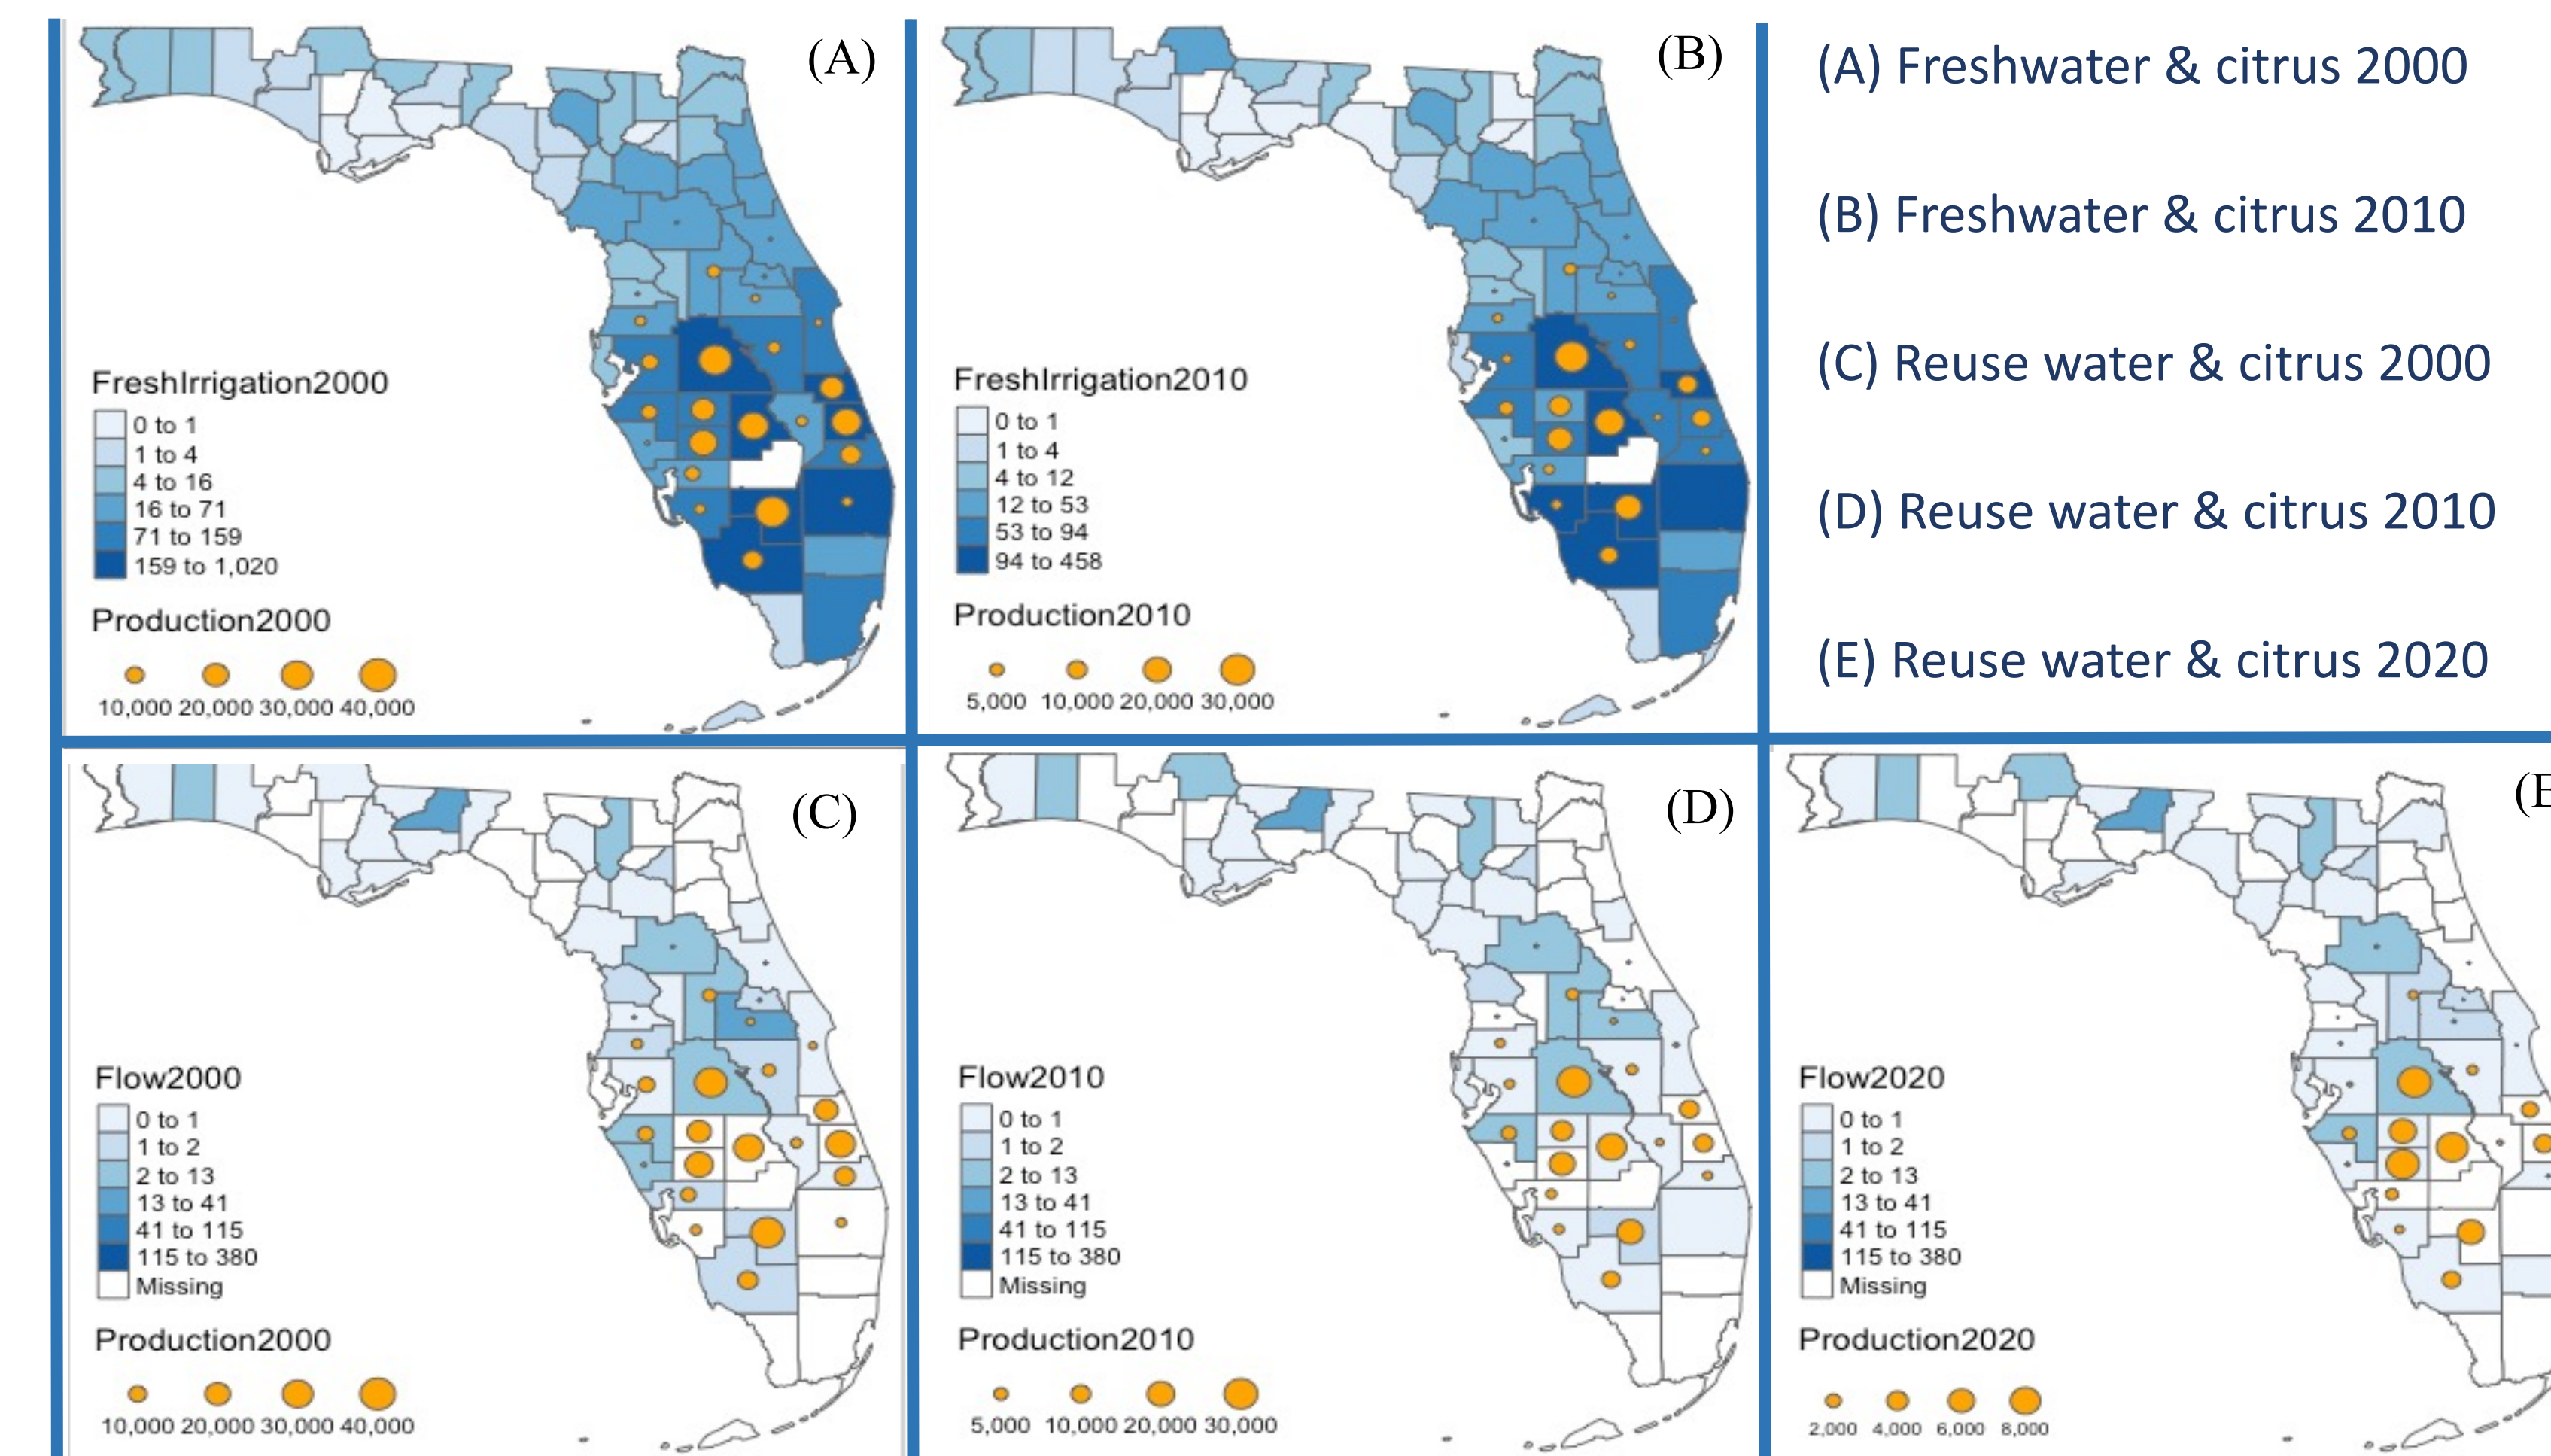 (A)
FreshIrrigation2000
0 to 1
1 to 4
4 to 16
16 to 71
71 to 159
159 to 1,020
Production2000
10,000 20,000 30,000 40,000
(B)
FreshIrrigation2010
0 to 1
1 to 4
4 to 12
12 to 53
53 to 94
94 to 458
Production2010
5,000 10,000 20,000 30,000
(A) Freshwater & citrus 2000
(B) Freshwater & citrus 2010
(C) Reuse water & citrus 2000
(D) Reuse water & citrus 2010
(E) Reuse water & citrus 2020
(C)
Flow2000
0 to 1
1 to 2
2 to 13
13 to 41
41 to 115
115 to 380
Missing
Production2000
10,000 20,000 30,000 40,000
(D)
Flow2010
0 to 1
1 to 2
2 to 13
13 to 41
41 to 115
115 to 380
Missing
Production2010
5,000 10,000 20,000 30,000
(E
Flow2020
0 to 1
1 to 2
2 to 13
13 to 41
41 to 115
115 to 380
Missing
Production2020
2,000 4,000 6,000 8,000